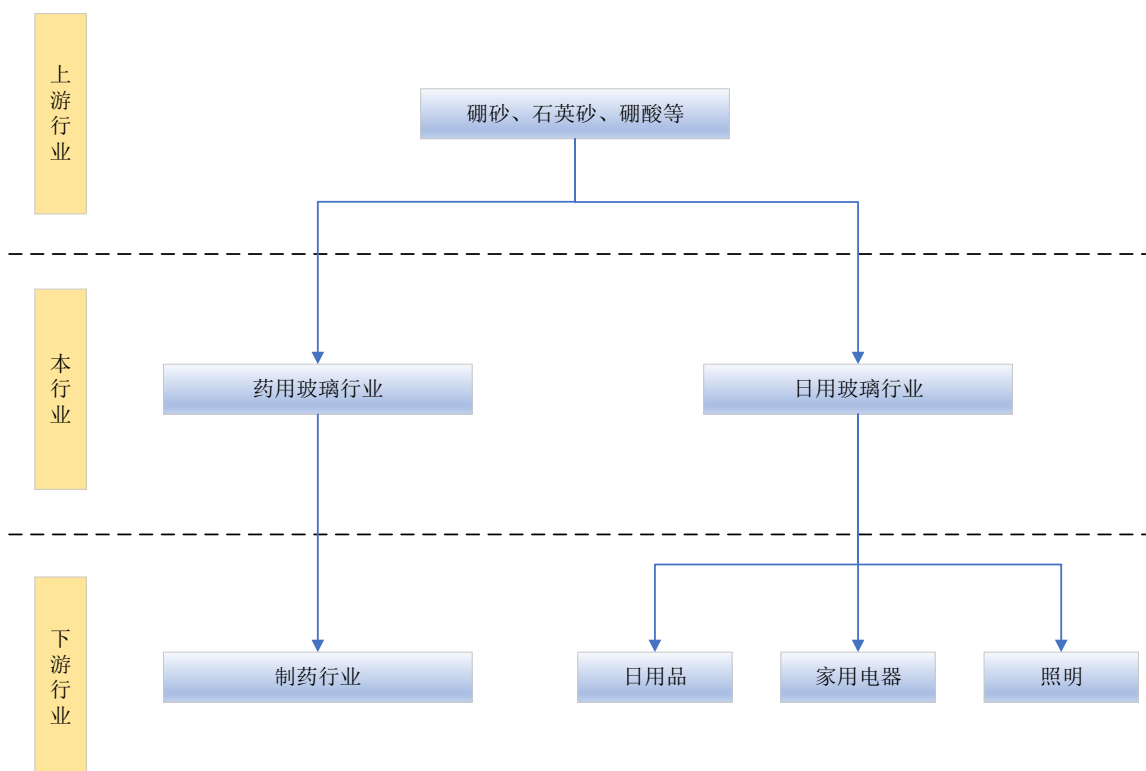 上游行业
硼砂、石英砂、硼酸等
本行业
药用玻璃行业
日用玻璃行业
下游行业
制药行业
日用品
家用电器
照明